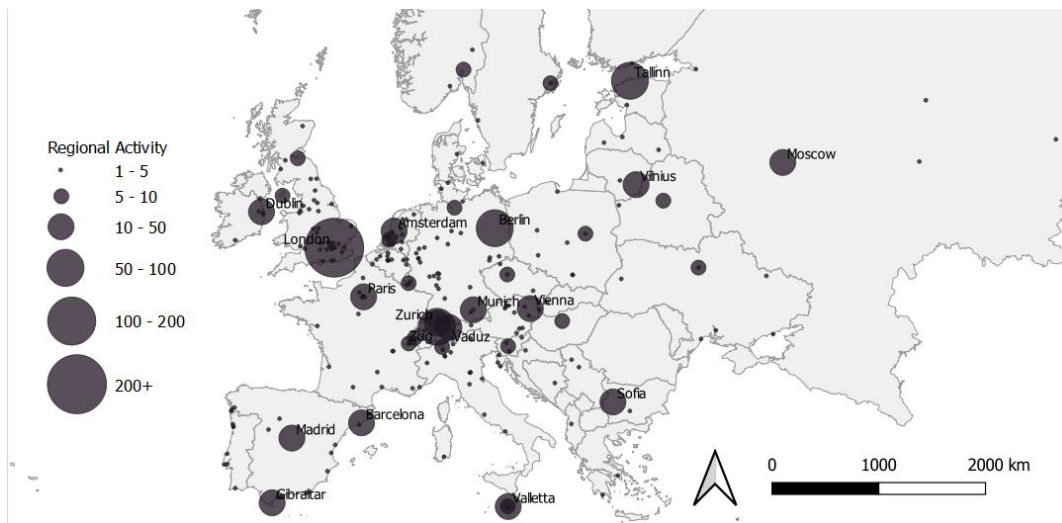 Tallinn
Regional Activity
1 - 5
5 - 10
10 - 50
50 - 100
100 - 200
200+
Moscow
Vilnius
Dublin
Amsterdam
Berlin
London
Paris
Munich
Vienna
Zurich
Zug
Vaduz
Sofia
Barcelona
Madrid
Gibraltar
Valletta
0 1000 2000 km